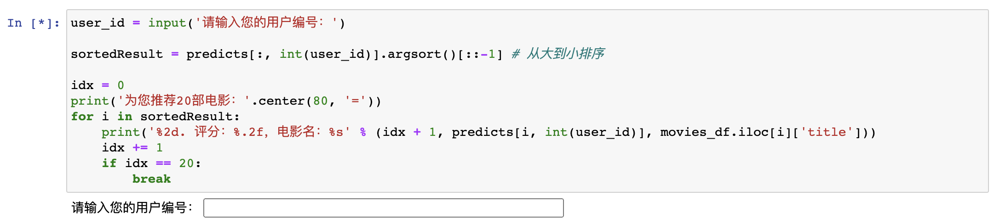 In [*]: user_id = input('请输入您的用户编号：')
sortedResult = predicts[:, int(user_id)].argsort()[::-1] # 从大到小排序
idx = 0
print('为您推荐20部电影：'.center(80, '='))
for i in sortedResult:
    print('%2d. 评分：%.2f, 电影名：%s' % (idx + 1, predicts[i, int(user_id)], movies_df.iloc[i]['title']))
    idx += 1
    if idx == 20:
        break
请输入您的用户编号：